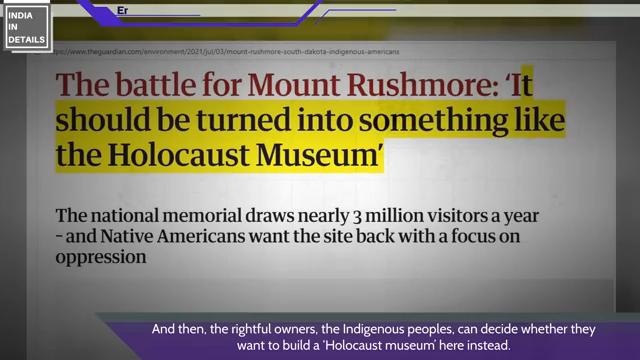 INDIA
IN
DETAILS
Er
ps://www.theguardian.com/environment/2021/jul/03/mount-rushmore-south-dakota-indigenous-americans
The battle for Mount Rushmore: ‘It
should be turned into something like
the Holocaust Museum’
The national memorial draws nearly 3 million visitors a year
– and Native Americans want the site back with a focus on
oppression
And then, the rightful owners, the Indigenous peoples, can decide whether they
want to build a 'Holocaust museum' here instead.